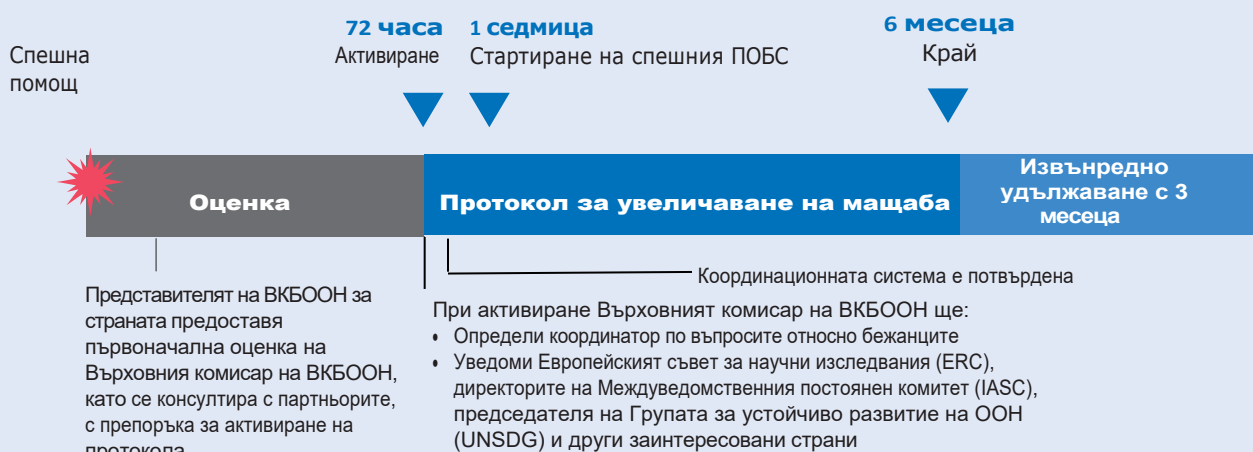 Спешна
помощ
72 часа
Активиране
1 седмица
Стартиране на спешния ПОБС
6 месеца
Край
Оценка
Протокол за увеличаване на мащаба
Извънредно
удължаване с 3
месеца
Координационната система е потвърдена
Представителят на ВКБООН за
страната предоставя
първоначална оценка на
Върховния комисар на ВКБООН,
като се консултира с партньорите,
с препоръка за активиране на
протокола
При активиране Върховният комисар на ВКБООН ще:
• Определи координатор по въпросите относно бежанците
• Уведоми Европейският съвет за научни изследвания (ERC),
директорите на Междуведомствения постоянен комитет (IASC),
председателя на Групата за устойчиво развитие на ООН
(UNSDG) и други заинтересовани страни